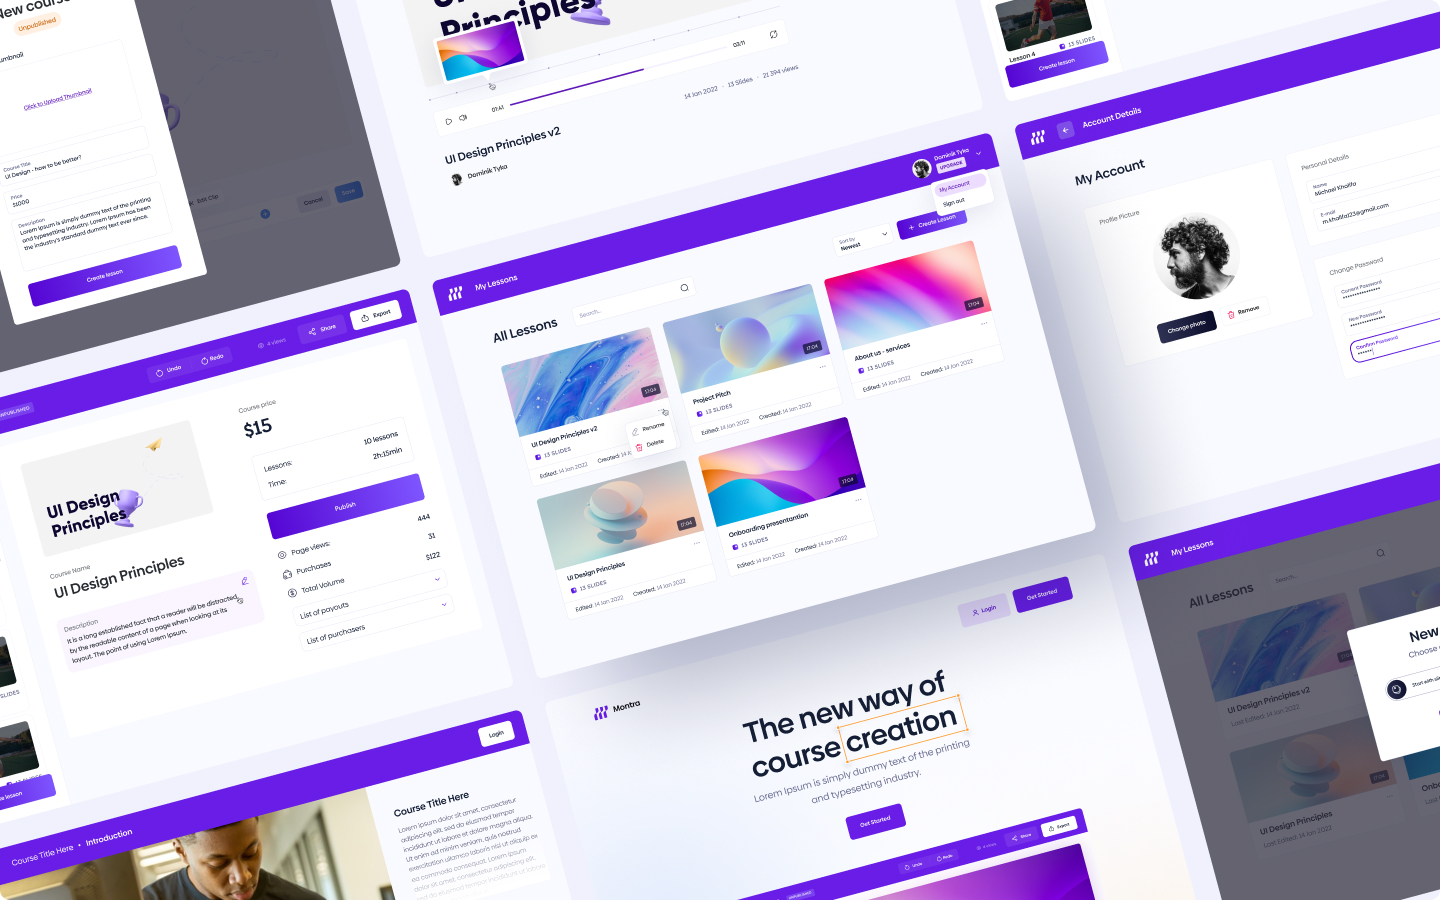 New course
Unpublished
Thumbnail
Click to Upload Thumbnail
Course Title
UI Design - how to be better?
Price
$1000
Description
Lorem Ipsum is simply dummy text of the printing
and typesetting industry. Lorem Ipsum has been
the industry's standard dummy text ever since.
Create lesson
Edit Clip
Cancel
Save
UI Design
Principles
01:41
03:11
14 Jan 2022 · 13 Slides · 21 394 views
UI Design Principles v2
Dominik Tyka
Lesson 4
13 SLIDES
Create lesson
Account Details
My Account
Profile Picture
Change photo
Remove
Personal Details
Name
Michael Khalifa
E-mail
m.khalifa123@gmail.com
Change Password
Current Password
New Password
Confirm Password
My Lessons
Dominik Tyka
UPGRADE
My Account
Sign out
All Lessons
Search...
Sort by
Newest
Create Lesson
17:04
UI Design Principles v2
13 SLIDES
Edited: 14 Jan 2022
Created: 14 J
Rename
Delete
17:04
Project Pitch
13 SLIDES
Edited: 14 Jan 2022
Created: 14 Jan 2022
17:04
About us - services
13 SLIDES
Edited: 14 Jan 2022
Created: 14 Jan 2022
17:04
UI Design Principles
13 SLIDES
Edited: 14 Jan 2022
Created: 14 Jan 2022
17:04
Onboarding presentantion
13 SLIDES
Edited: 14 Jan 2022
Created: 14 Jan 2022
UNPUBLISHED
Undo
Redo
4 views
Share
Export
UI Design
Principles
Course Name
UI Design Principles
Description
It is a long established fact that a reader will be distracted
by the readable content of a page when looking at its
layout. The point of using Lorem Ipsum.
Course price
$15
Lessons:
10 lessons
Time:
2h:15min
Publish
Page views:
444
Purchases
31
Total Volume
$122
List of payouts
List of purchasers
SLIDES
Login
Course Title Here • Introduction
Course Title Here
Lorem ipsum dolor sit amet, consectetur
adipiscing elit, sed do eiusmod tempor
incididunt ut labore et dolore magna aliqua.
Ut enim ad minim veniam, quis nostrud
exercitation ullamco laboris nisi ut aliquip ex
ea commodo consequat. Lorem ipsum
dolor sit amet, consectetur adipiscing elit,
sed do eiusmod tempor incididunt ut labore
Montra
Login
Get Started
The new way of
course creation
Lorem Ipsum is simply dummy text of the printing
and typesetting industry.
Get Started
UNPUBLISHED
Undo
Redo
4 views
Share
Export
My Lessons
All Lessons
Search...
UI Design Principles v2
Last Edited: 14 Jan 2022
17:04
UI Design Principles
Last Edited: 14 Jan 2022
New
Choose
Start with